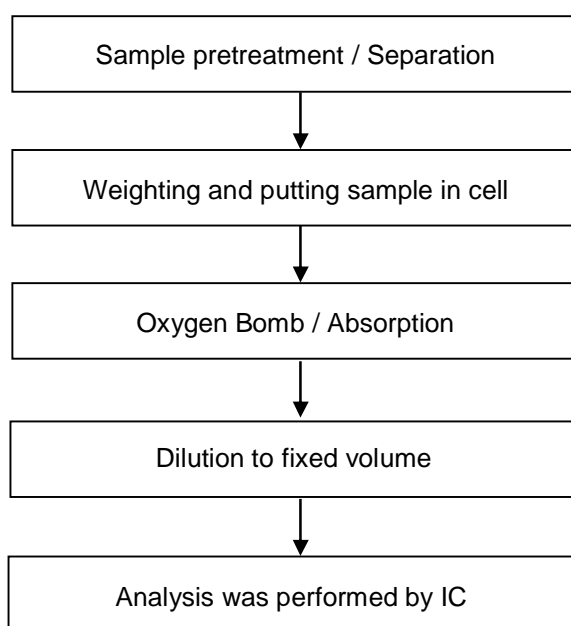 Sample pretreatment / Separation
Weighting and putting sample in cell
Oxygen Bomb / Absorption
Dilution to fixed volume
Analysis was performed by IC